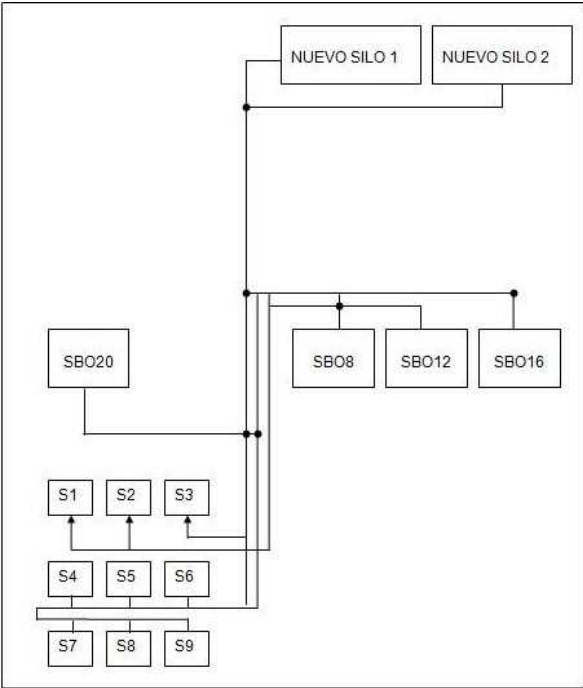 NUEVO SILO 1
NUEVO SILO 2
SBO20
SBO8
SBO12
SBO16
S1
S2
S3
S4
S5
S6
S7
S8
S9